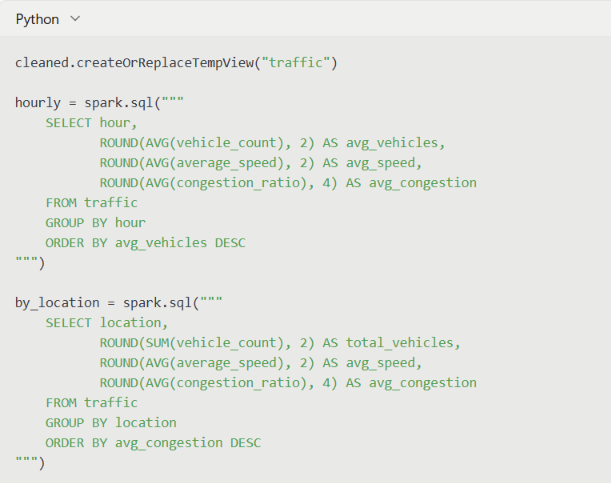 Python
cleaned.createOrReplaceTempView("traffic")
hourly = spark.sql("""
    SELECT hour,
           ROUND(AVG(vehicle_count), 2) AS avg_vehicles,
           ROUND(AVG(average_speed), 2) AS avg_speed,
           ROUND(AVG(congestion_ratio), 4) AS avg_congestion
    FROM traffic
    GROUP BY hour
    ORDER BY avg_vehicles DESC
""")
by_location = spark.sql("""
    SELECT location,
           ROUND(SUM(vehicle_count), 2) AS total_vehicles,
           ROUND(AVG(average_speed), 2) AS avg_speed,
           ROUND(AVG(congestion_ratio), 4) AS avg_congestion
    FROM traffic
    GROUP BY location
    ORDER BY avg_congestion DESC
""")